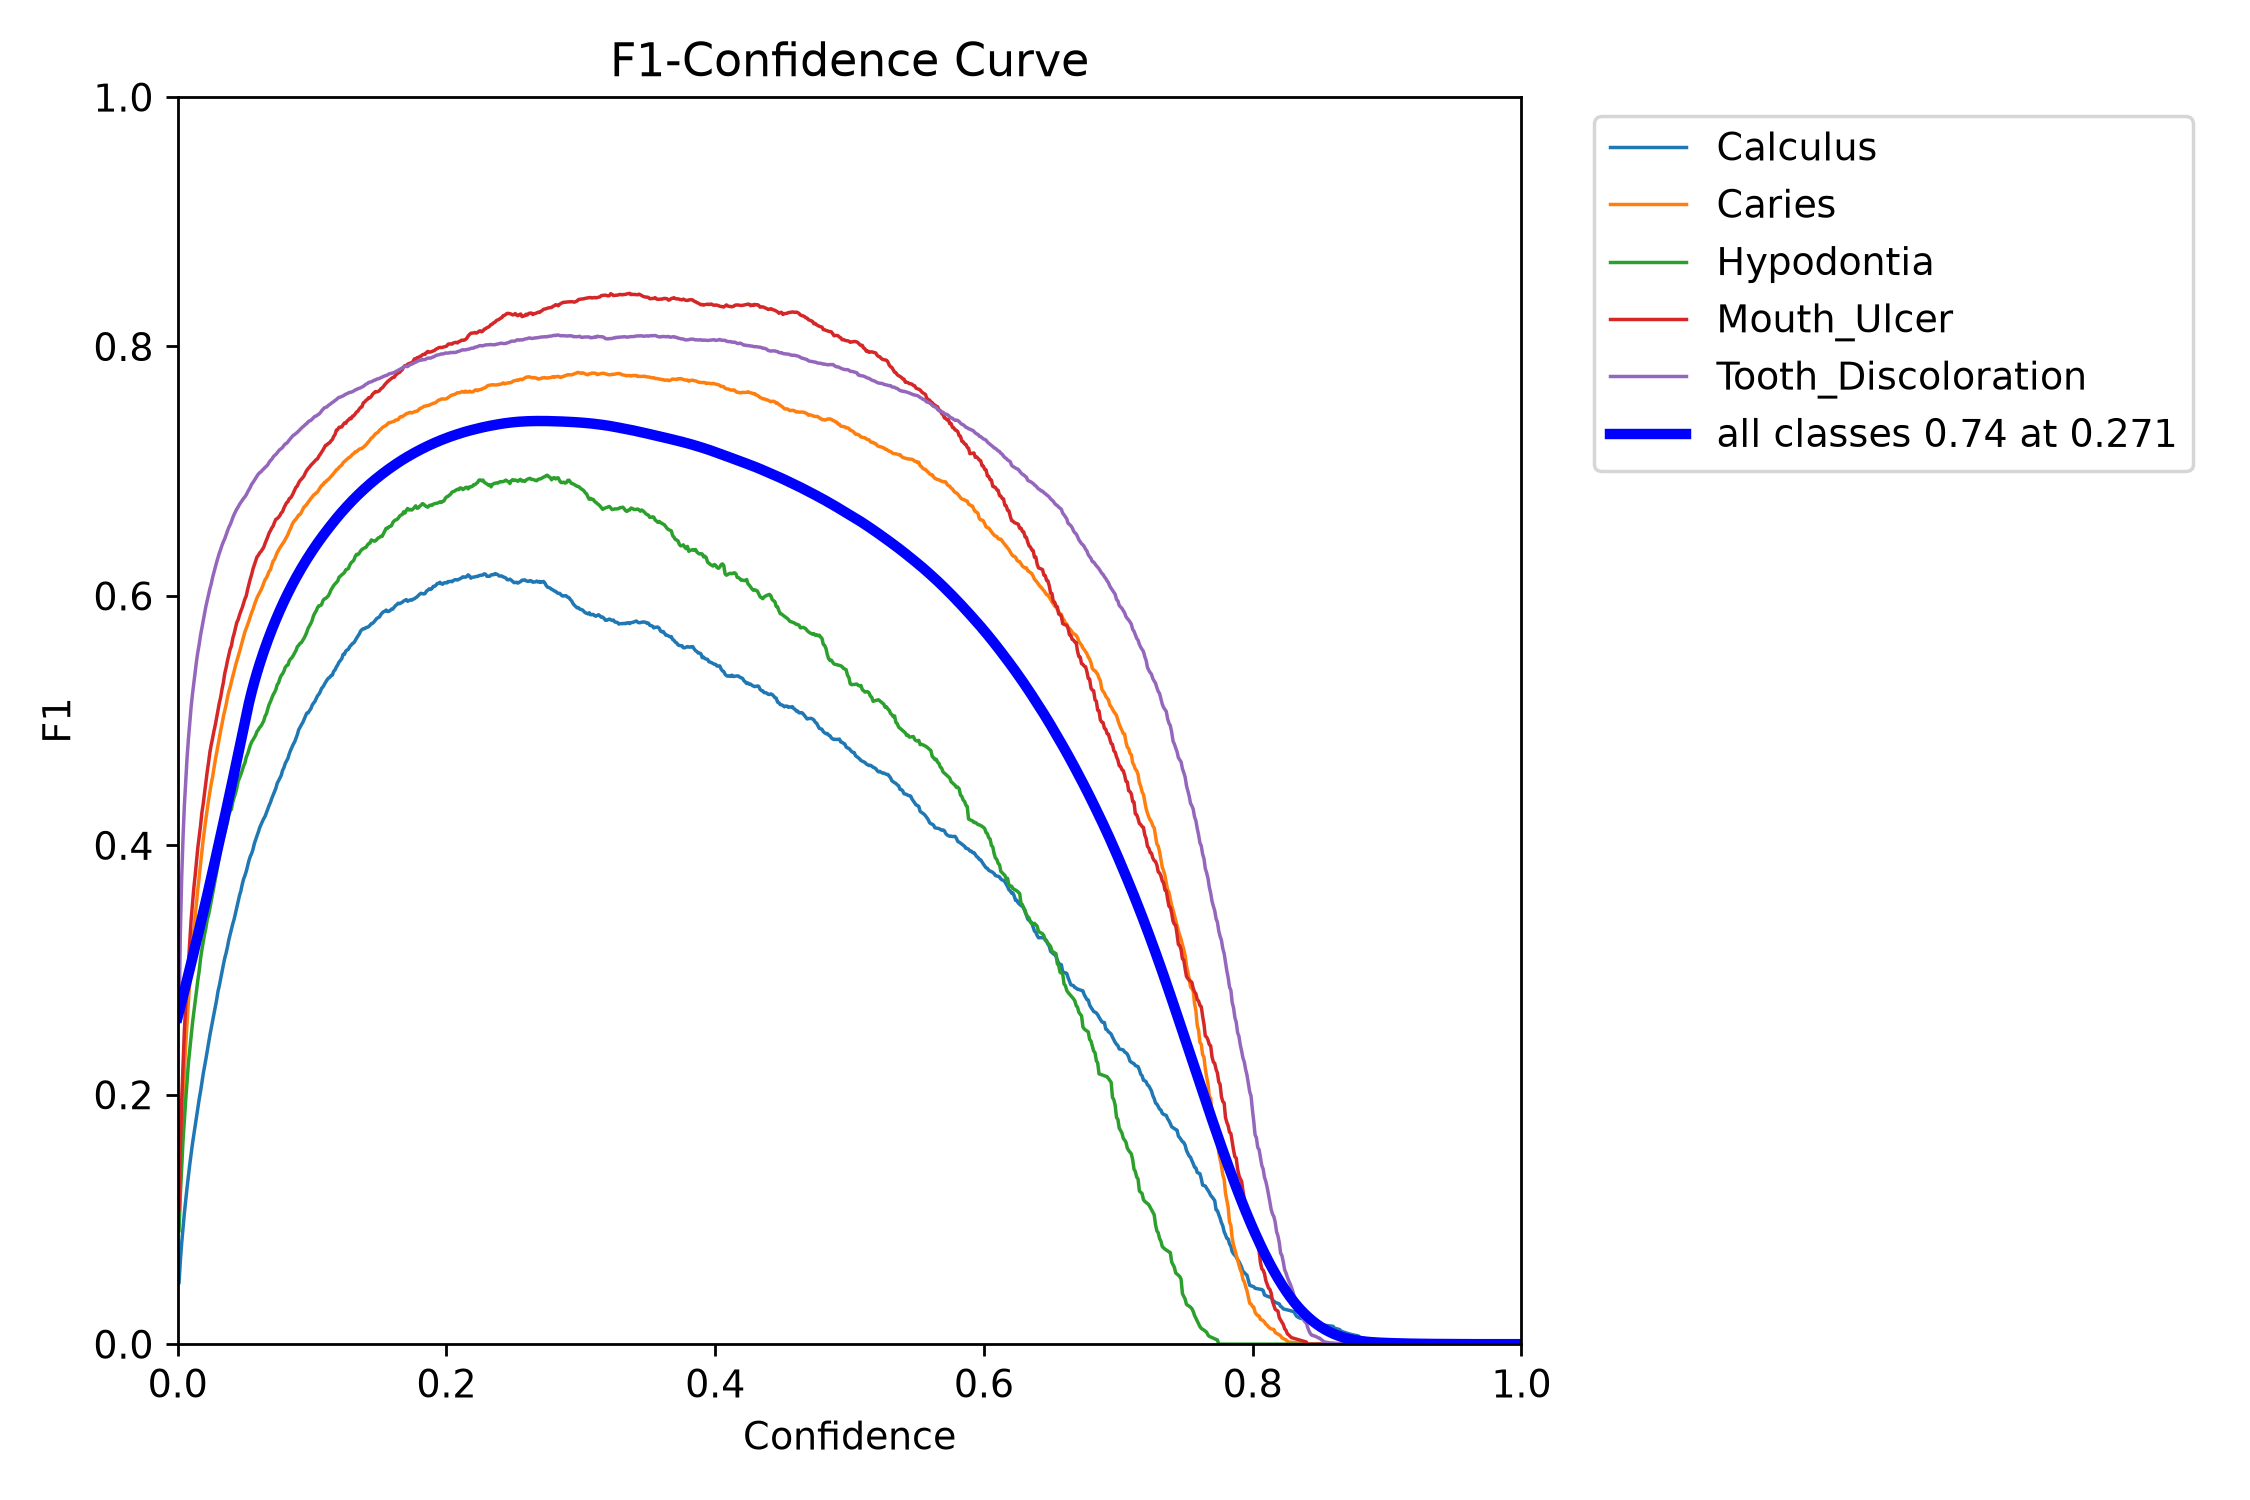 F1-Confidence Curve
1.0
0.8
0.6
0.4
0.2
0.0
F1
0.0 0.2 0.4 0.6 0.8 1.0
Confidence
Calculus
Caries
Hypodontia
Mouth_Ulcer
Tooth_Discoloration
all classes 0.74 at 0.271